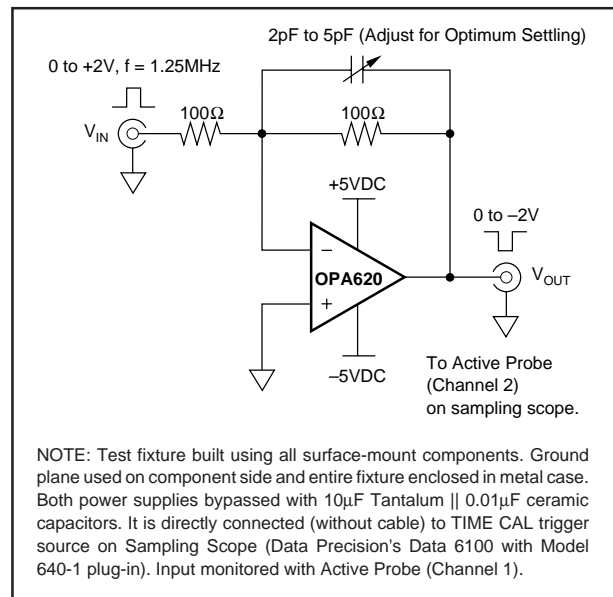 2pF to 5pF (Adjust for Optimum Settling)
0 to +2V, f = 1.25MHz
100Ω
100Ω
VIN
+5VDC
0 to –2V
–
OPA620
+
VOUT
–5VDC
To Active Probe
(Channel 2)
on sampling scope.
NOTE: Test fixture built using all surface-mount components. Ground
plane used on component side and entire fixture enclosed in metal case.
Both power supplies bypassed with 10μF Tantalum || 0.01μF ceramic
capacitors. It is directly connected (without cable) to TIME CAL trigger
source on Sampling Scope (Data Precision's Data 6100 with Model
640-1 plug-in). Input monitored with Active Probe (Channel 1).